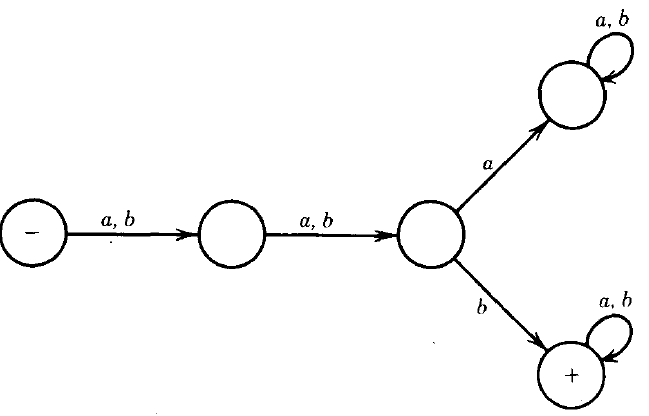 a, b
a
− a, b a, b
b
a, b
+